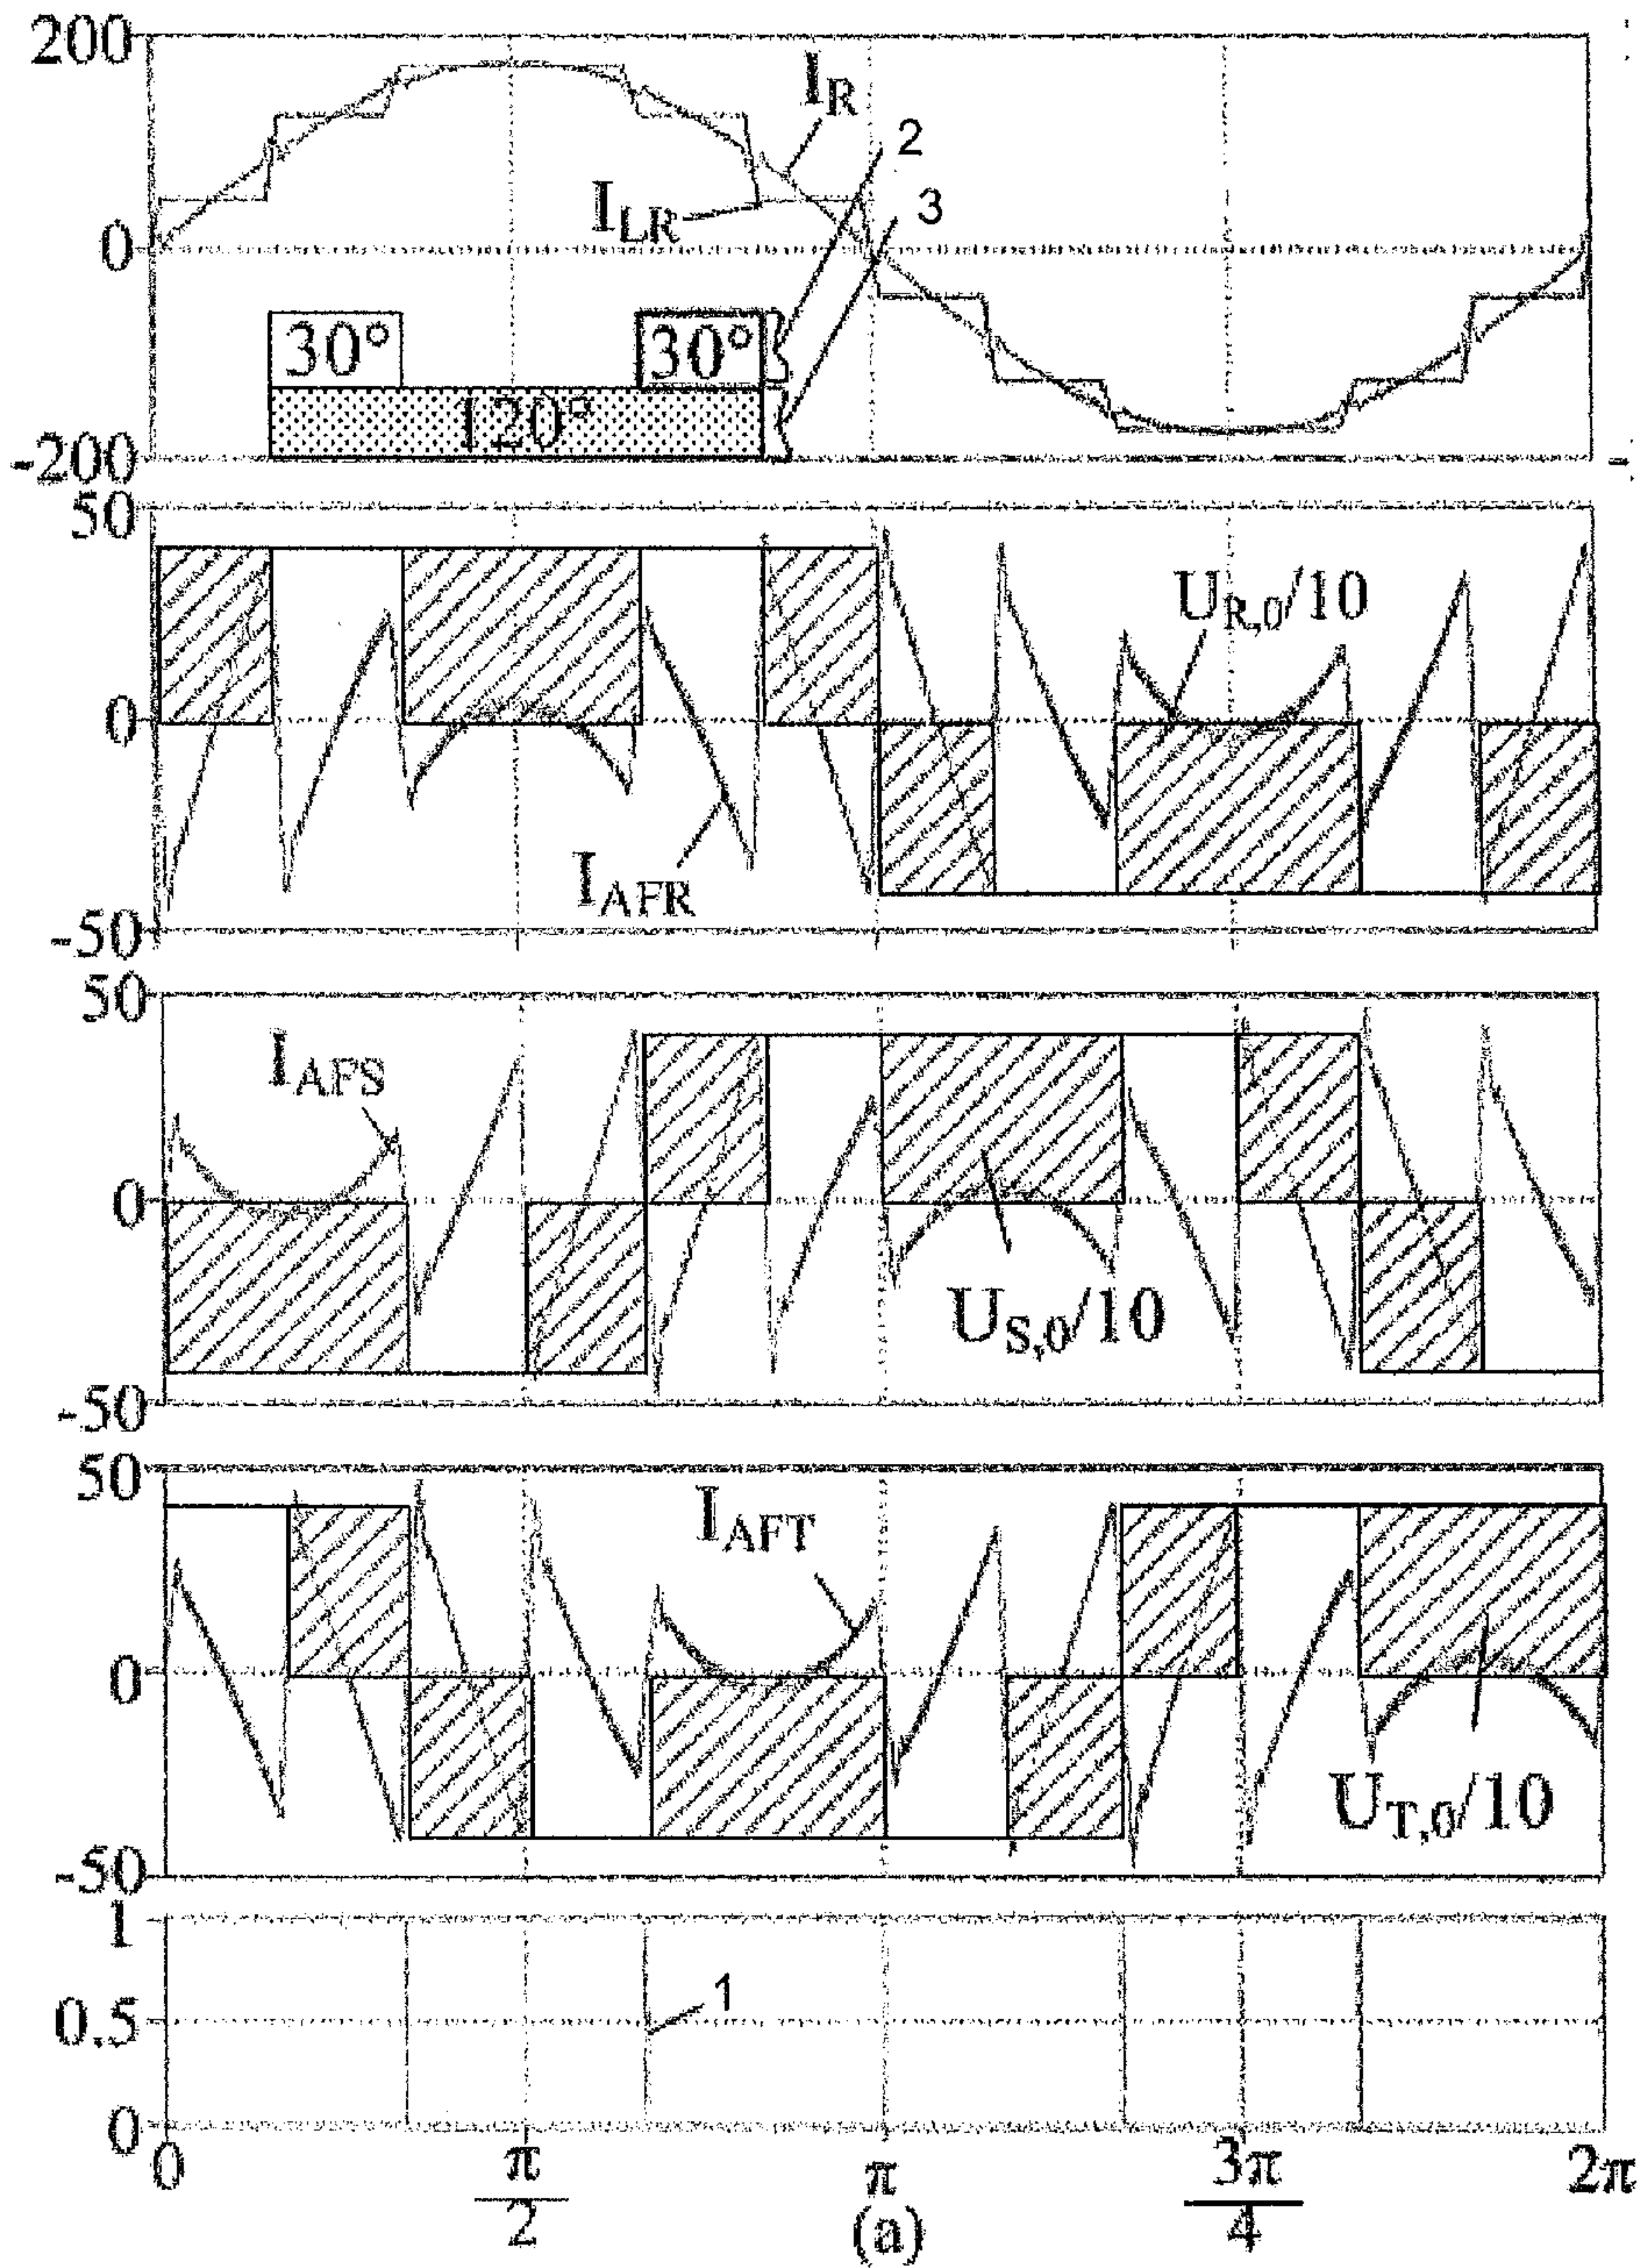 200
I_R
2
I_LR
3
0
30°
30°
120°
-200
50
U_R,0/10
0
I_AFR
-50
50
I_AFS
0
U_S,0/10
-50
50
I_AFT
0
U_T,0/10
-50
1
1
0.5
0
0
π/2
π
3π/4
2π
(a)